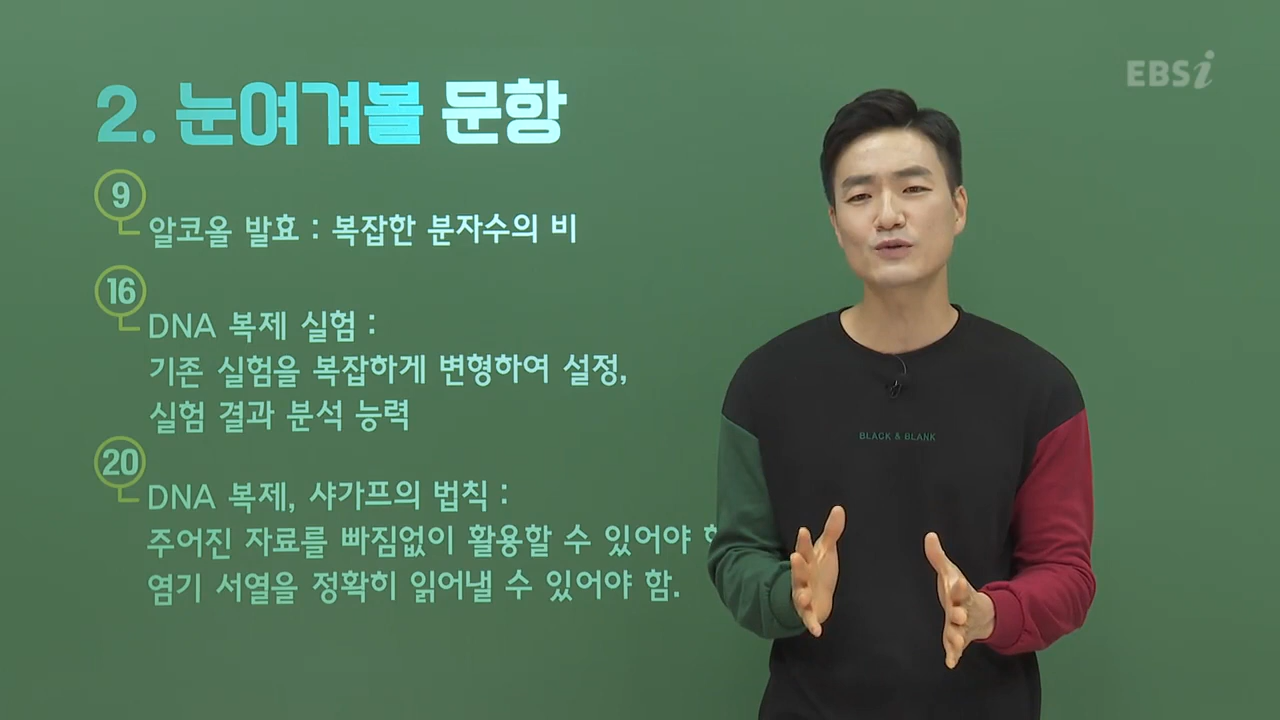 EBSi
2. 눈여겨볼 문항
9
알코올 발효 : 복잡한 분자수의 비
16
DNA 복제 실험 :
기존 실험을 복잡하게 변형하여 설정,
실험 결과 분석 능력
20
DNA 복제, 샤가프의 법칙 :
주어진 자료를 빠짐없이 활용할 수 있어야
염기 서열을 정확히 읽어낼 수 있어야 함.
BLACK & BLANK